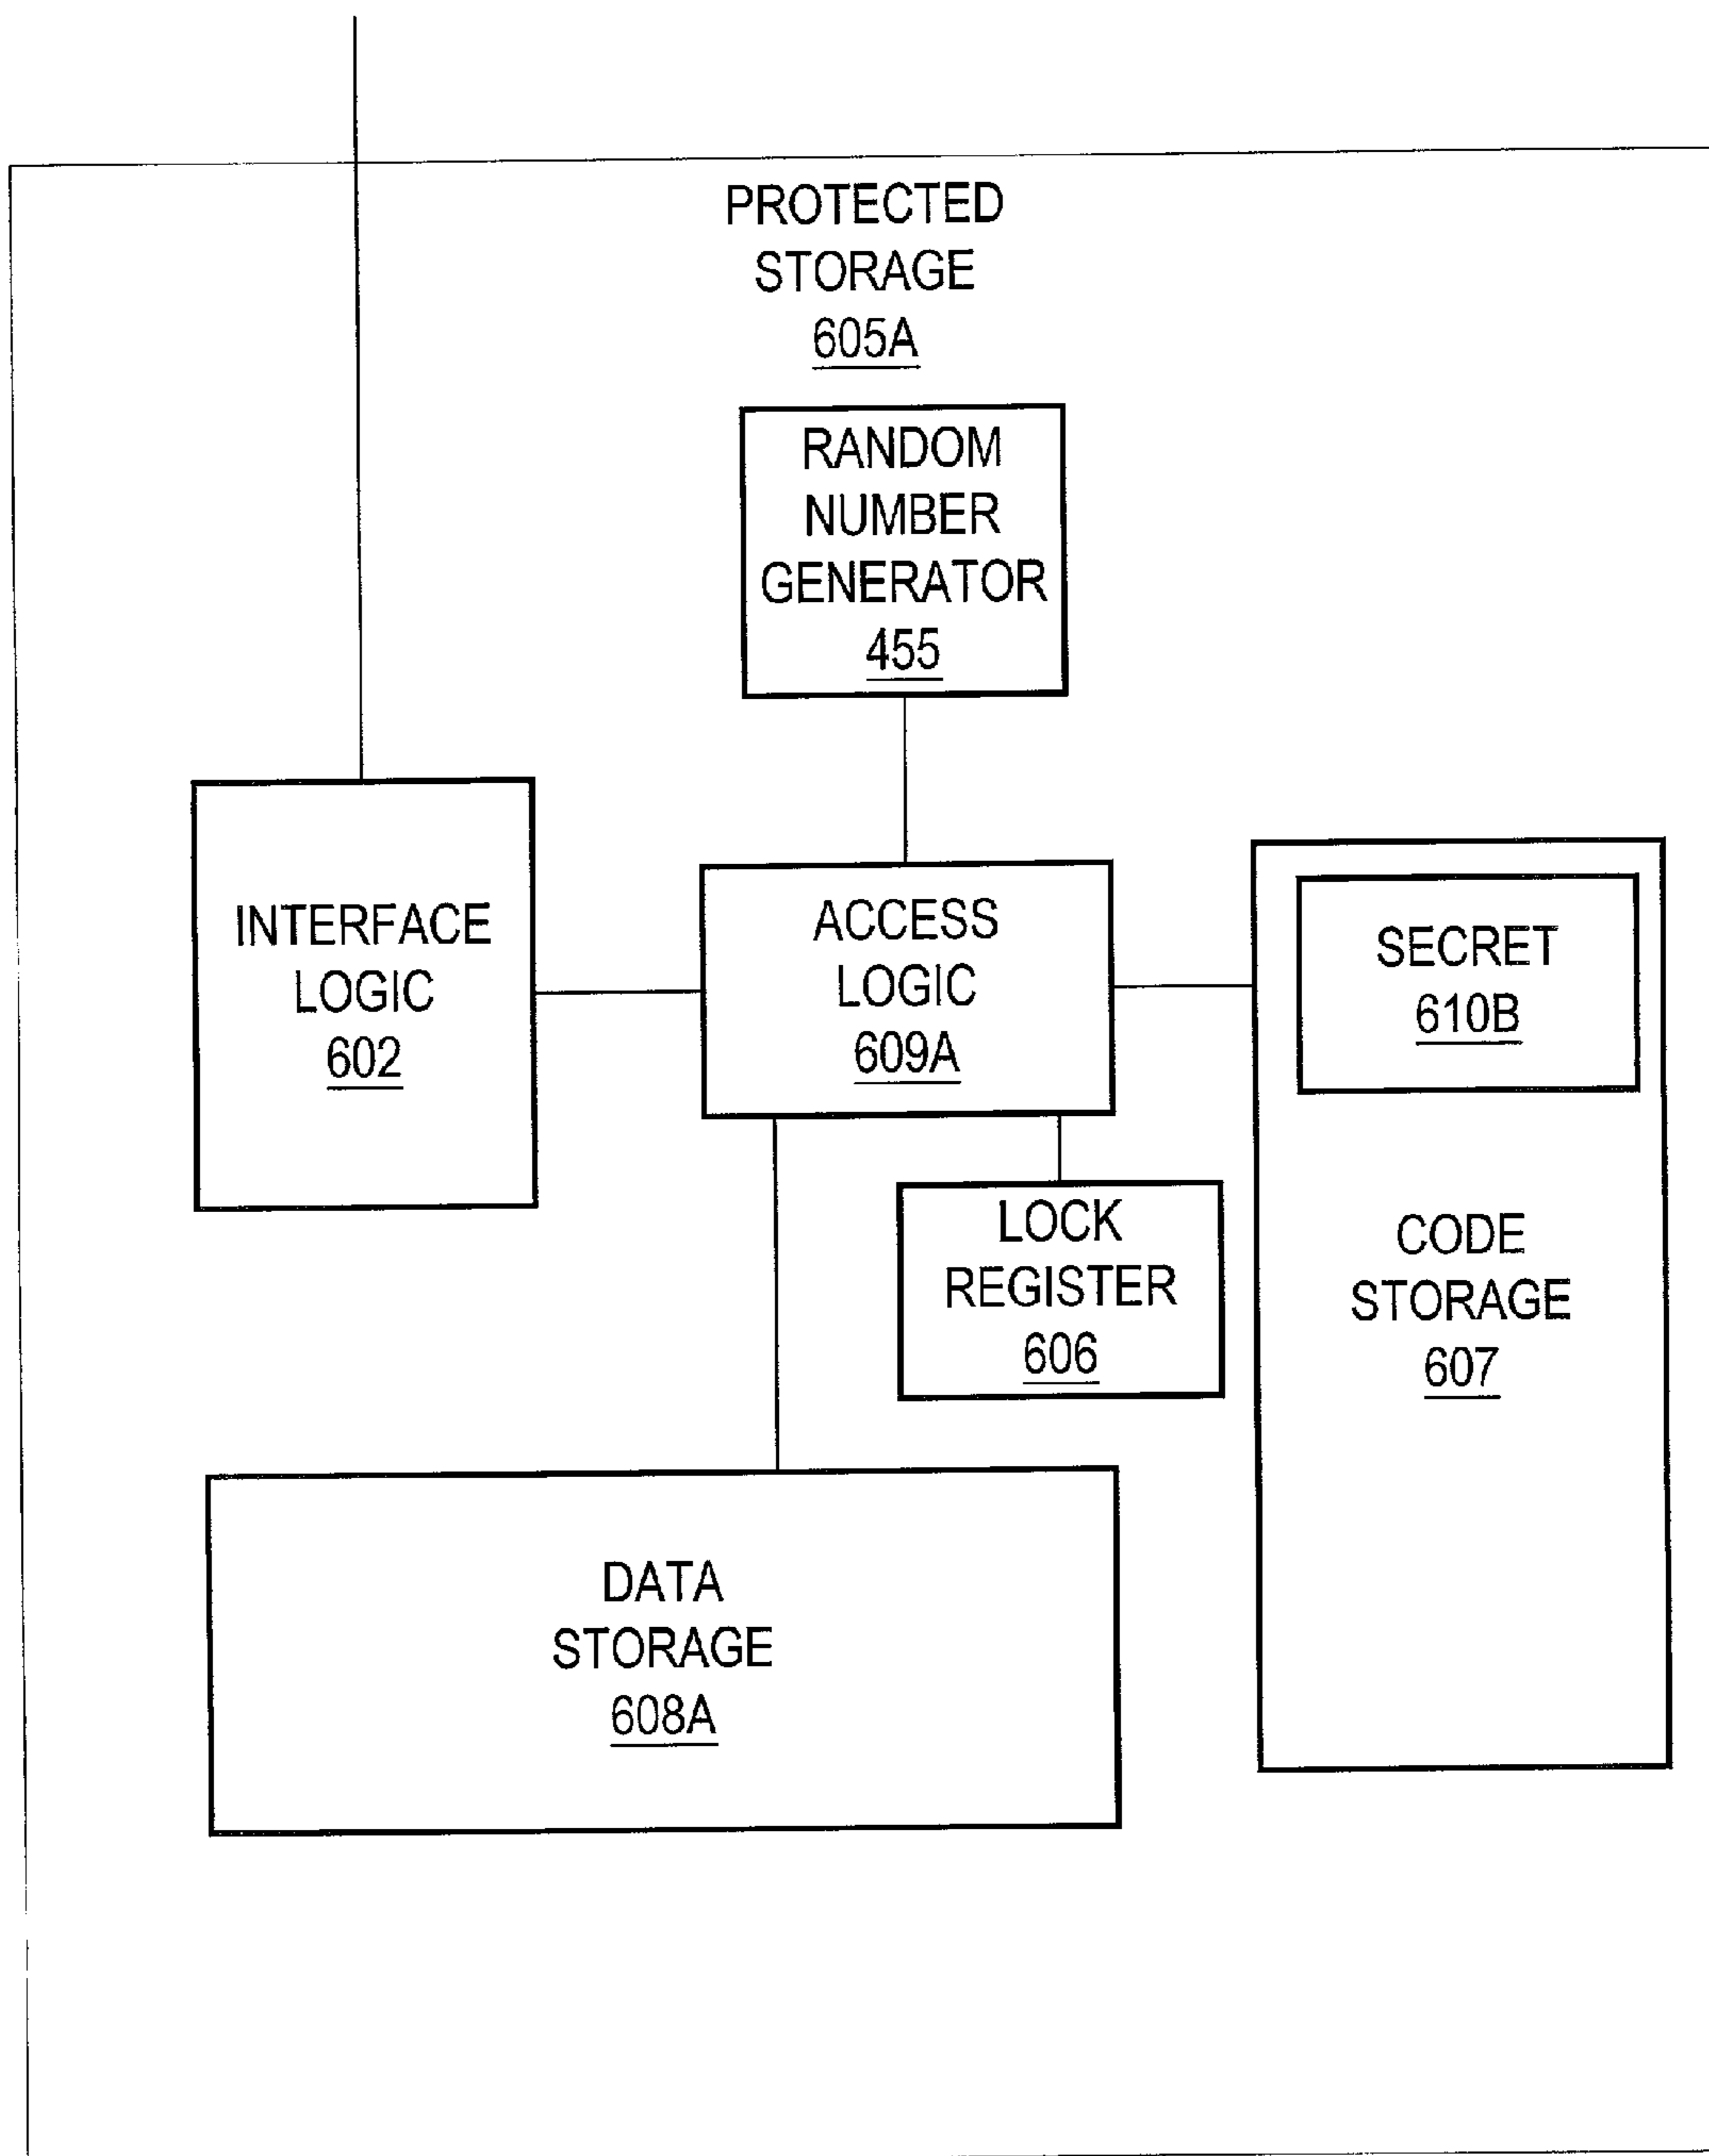 PROTECTED
STORAGE
605A
RANDOM
NUMBER
GENERATOR
455
INTERFACE
LOGIC
602
ACCESS
LOGIC
609A
SECRET
610B
LOCK
REGISTER
606
CODE
STORAGE
607
DATA
STORAGE
608A